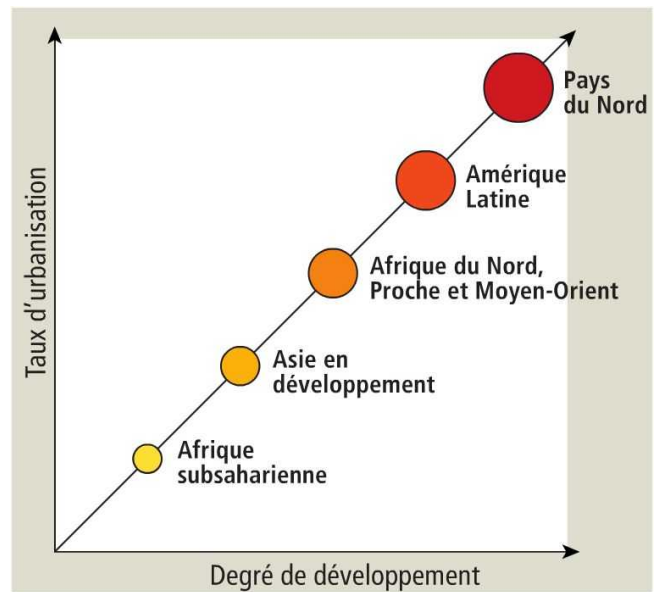 Pays
du Nord
Amérique
Latine
Afrique du Nord,
Proche et Moyen-Orient
Asie en
développement
Afrique
subsaharienne
Taux d'urbanisation
Degré de développement